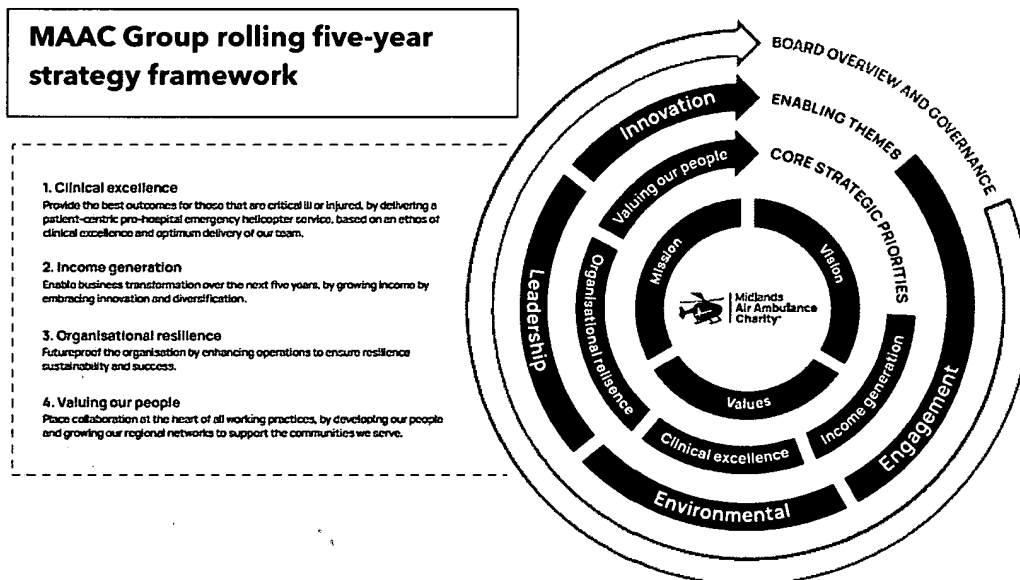 MAAC Group rolling five-year
strategy framework
1. Clinical excellence
Provide the best outcomes for those that are critical ill or injured, by delivering a
patient-centric pre-hospital emergency helicopter service, based on an ethos of
clinical excellence and optimum delivery of our team.
2. Income generation
Enable business transformation over the next five years, by growing income by
embracing innovation and diversification.
3. Organisational resilience
Futureproof the organisation by enhancing operations to ensure resilience
sustainability and success.
4. Valuing our people
Place collaboration at the heart of all working practices, by developing our people
and growing our regional networks to support the communities we serve.
BOARD OVERVIEW AND GOVERNANCE
ENABLING THEMES
CORE STRATEGIC PRIORITIES
Innovation
Engagement
Environmental
Leadership
Valuing our people
Income generation
Clinical excellence
Organisational relisence
Mission
Vision
Values
Midlands
Air Ambulance
Charity